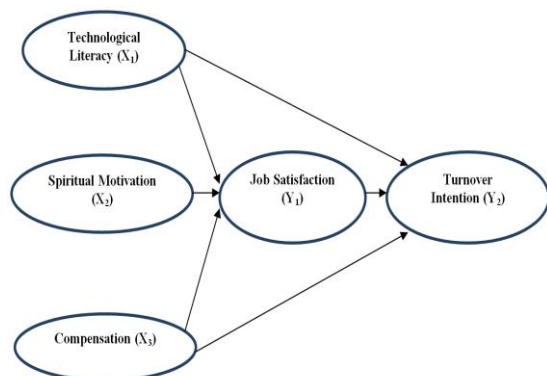 Technological
Literacy (X₁)
Spiritual Motivation
(X₂)
Job Satisfaction
(Y₁)
Turnover
Intention (Y₂)
Compensation (X₃)